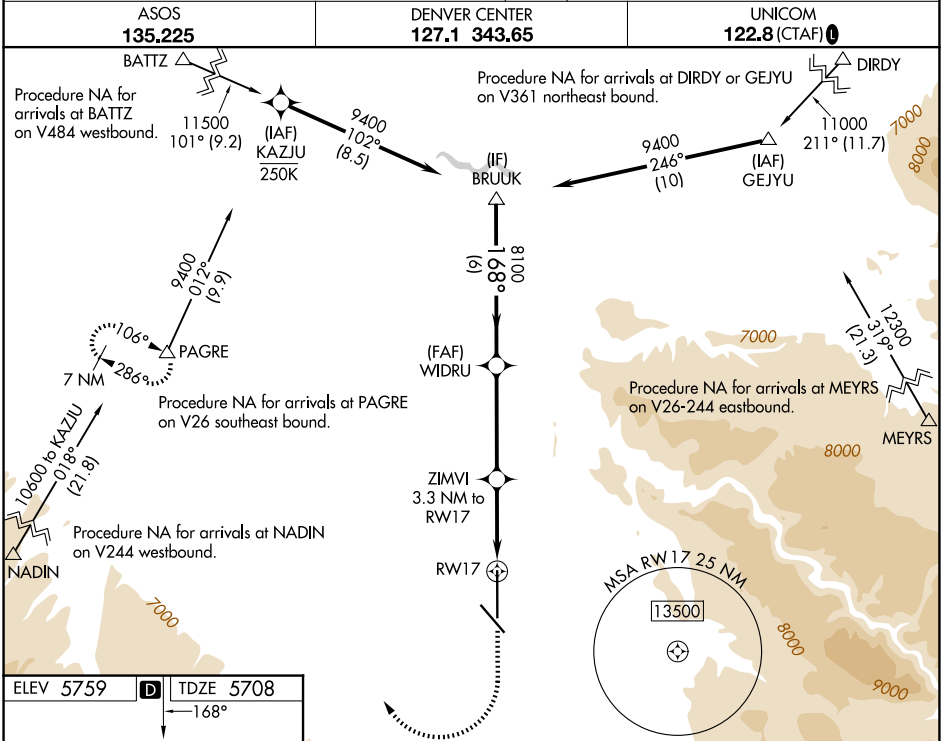 ASOS
135.225
DENVER CENTER
127.1 343.65
UNICOM
122.8 (CTAF) L
BATTZ
Procedure NA for
arrivals at BATTZ
on V484 westbound.
11500
101° (9.2)
(IAF)
KAZJU
250K
9400
102°
(8.5)
Procedure NA for arrivals at DIRDY or GEJYU
on V361 northeast bound.
DIRDY
11000
211° (11.7)
7000
8000
(IAF)
GEJYU
9400
246°
(10)
(IF)
BRUUK
8100
168°
(6)
9400
012°
(9.9)
106°
286°
PAGRE
7 NM
Procedure NA for arrivals at PAGRE
on V26 southeast bound.
(FAF)
WIDRU
7000
12300
319°
(21.3)
Procedure NA for arrivals at MEYRS
on V26-244 eastbound.
MEYRS
8000
10600 to KAZJU
018°
(21.8)
ZIMVI
3.3 NM to
RW17
Procedure NA for arrivals at NADIN
on V244 westbound.
NADIN
RW17
MSA RW17 25 NM
13500
7000
8000
9000
ELEV 5759
D
TDZE 5708
168°